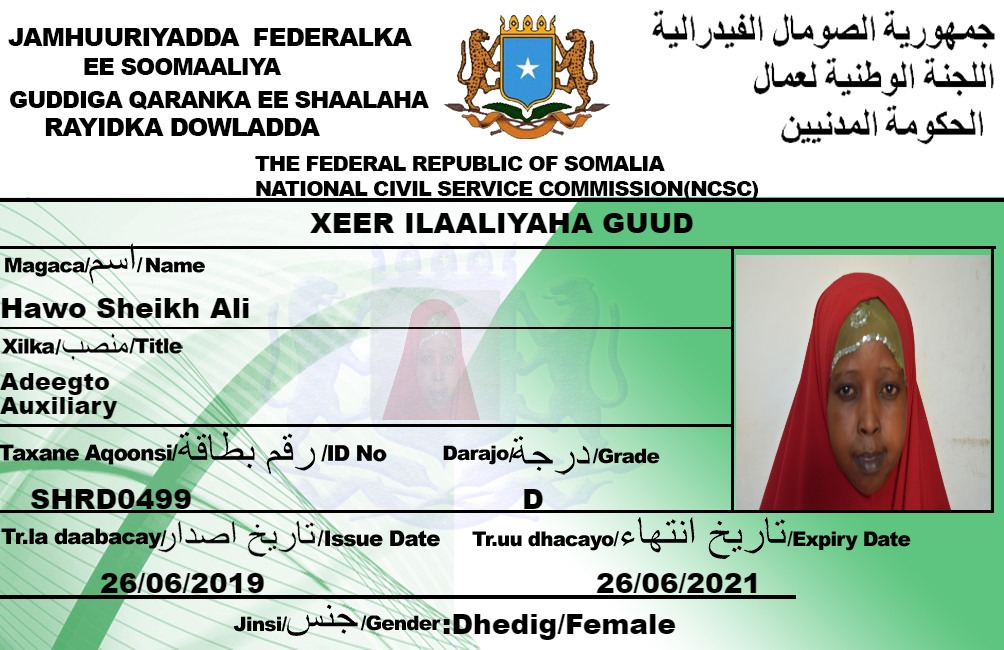 JAMHUURIYADDA FEDERALKA
EE SOOMAALIYA
GUDDIGA QARANKA EE SHAALAHA
RAYIDKA DOWLADDA
جمهورية الصومال الفيدرالية
اللجنة الوطنية لعمال
الحكومة المدنيين
THE FEDERAL REPUBLIC OF SOMALIA
NATIONAL CIVIL SERVICE COMMISSION(NCSC)
XEER ILAALIYAHA GUUD
Magaca/اسم/Name
Hawo Sheikh Ali
Xilka/منصب/Title
Adeegto
Auxiliary
Taxane Aqoonsi/رقم بطاقة/ID No
SHRD0499
Darajo/درجة/Grade
D
Tr.la daabacay/تاريخ اصدار/Issue Date
26/06/2019
Tr.uu dhacayo/تاريخ انتهاء/Expiry Date
26/06/2021
Jinsi/جنس/Gender:Dhedig/Female